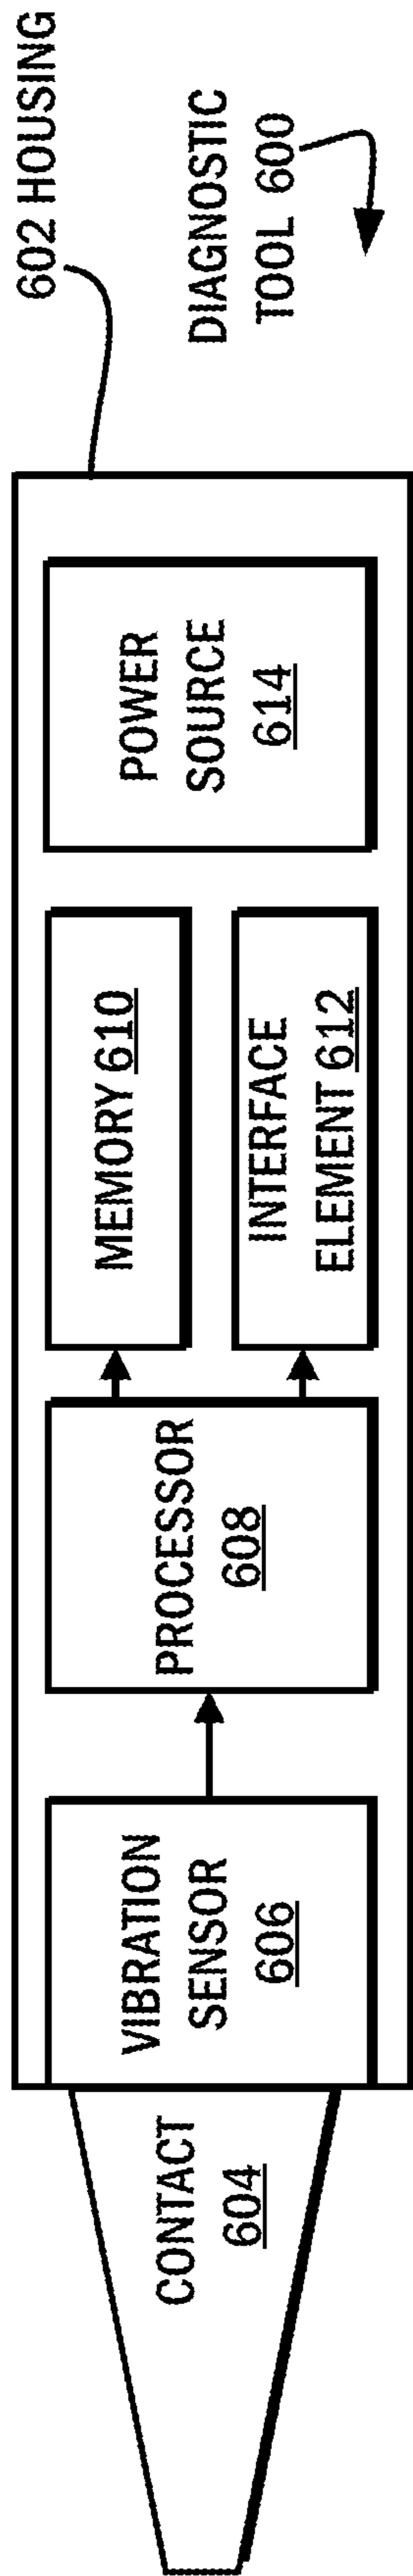 602 HOUSING
DIAGNOSTIC
TOOL 600
POWER
SOURCE
614
MEMORY 610
INTERFACE
ELEMENT 612
PROCESSOR
608
VIBRATION
SENSOR
606
CONTACT
604